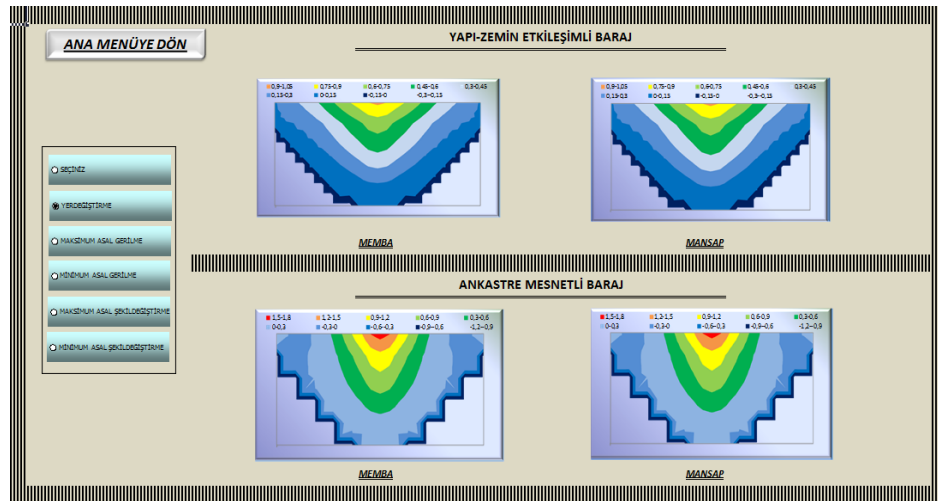 ANA MENÜYE DÖN
YAPI-ZEMİN ETKİLEŞİMLİ BARAJ
0,9-1,05 0,75-0,9 0,6-0,75 0,45-0,6 0,3-0,45
0,15-0,3 0-0,15 -0,15-0 -0,3--0,15
0,9-1,05 0,75-0,9 0,6-0,75 0,45-0,6 0,3-0,45
0,15-0,3 0-0,15 -0,15-0 -0,3--0,15
SEÇİNİZ
YERDEĞİŞTİRME
MAKSİMUM ASAL GERİLME
MİNİMUM ASAL GERİLME
MAKSİMUM ASAL ŞEKİLDEĞİŞTİRME
MİNİMUM ASAL ŞEKİLDEĞİŞTİRME
MEMBA MANSAP
ANKASTRE MESNETLİ BARAJ
1,5-1,8 1,2-1,5 0,9-1,2 0,6-0,9 0,3-0,6
0-0,3 -0,3-0 -0,6--0,3 -0,9--0,6 -1,2--0,9
1,5-1,8 1,2-1,5 0,9-1,2 0,6-0,9 0,3-0,6
0-0,3 -0,3-0 -0,6--0,3 -0,9--0,6 -1,2--0,9
MEMBA MANSAP